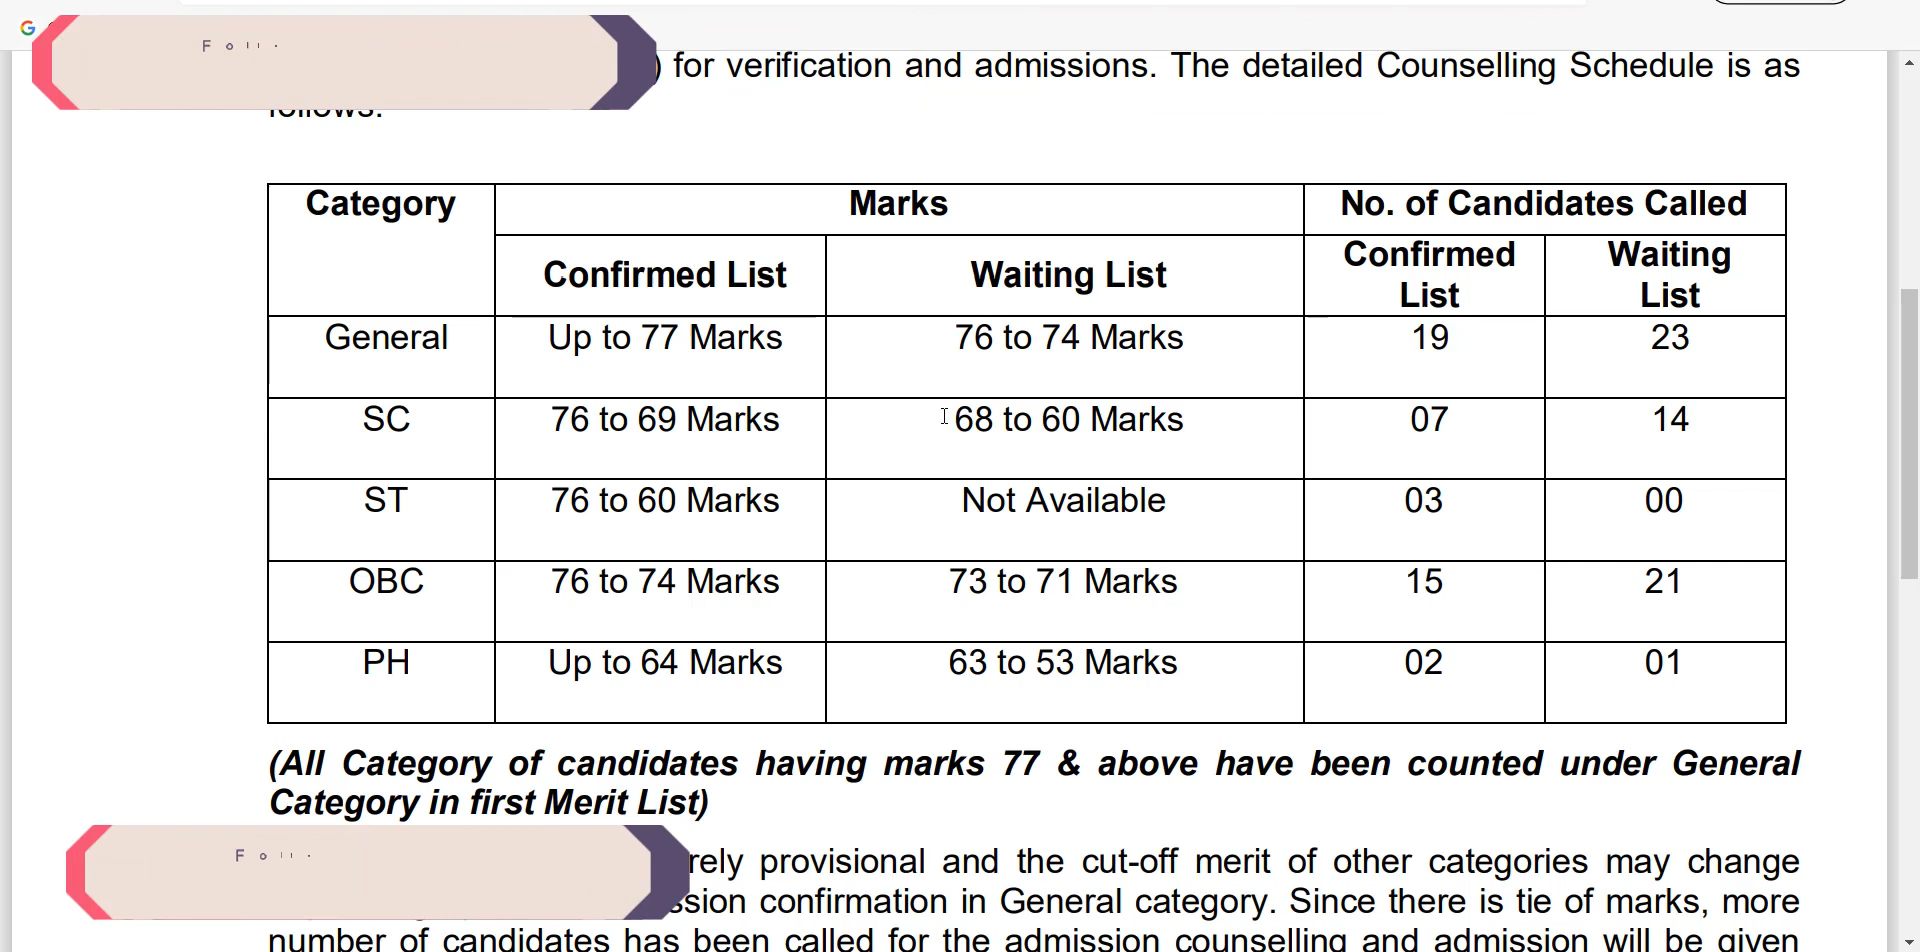 ) for verification and admissions. The detailed Counselling Schedule is as
follows:
Category Marks No. of Candidates Called
Confirmed List Waiting List Confirmed List Waiting List
General Up to 77 Marks 76 to 74 Marks 19 23
SC 76 to 69 Marks 68 to 60 Marks 07 14
ST 76 to 60 Marks Not Available 03 00
OBC 76 to 74 Marks 73 to 71 Marks 15 21
PH Up to 64 Marks 63 to 53 Marks 02 01
(All Category of candidates having marks 77 & above have been counted under General
Category in first Merit List)
provisional and the cut-off merit of other categories may change
confirmation in General category. Since there is tie of marks, more
number of candidates has been called for the admission counselling and admission will be given